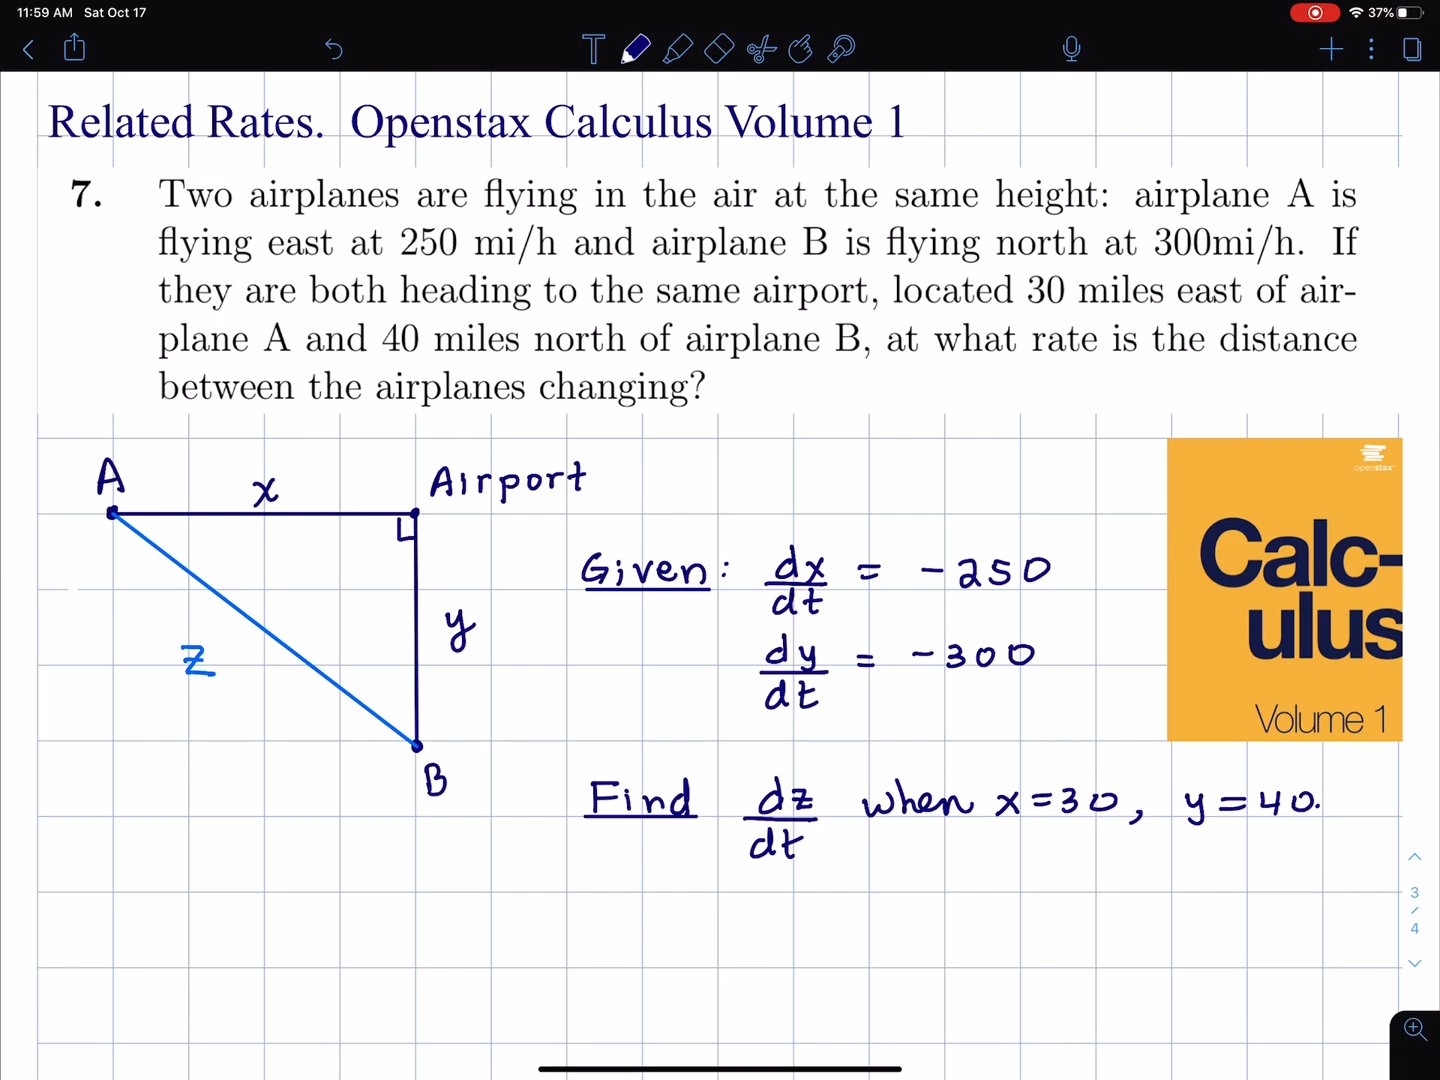 11:59 AM Sat Oct 17
37%
Related Rates. Openstax Calculus Volume 1
7. Two airplanes are flying in the air at the same height: airplane A is
flying east at 250 mi/h and airplane B is flying north at 300mi/h. If
they are both heading to the same airport, located 30 miles east of air-
plane A and 40 miles north of airplane B, at what rate is the distance
between the airplanes changing?
A
x
Airport
y
z
B
Given: dx/dt = -250
dy/dt = -300
Find dz/dt when x=30, y=40.
openstax
Calc-
ulus
Volume 1
3
/
4